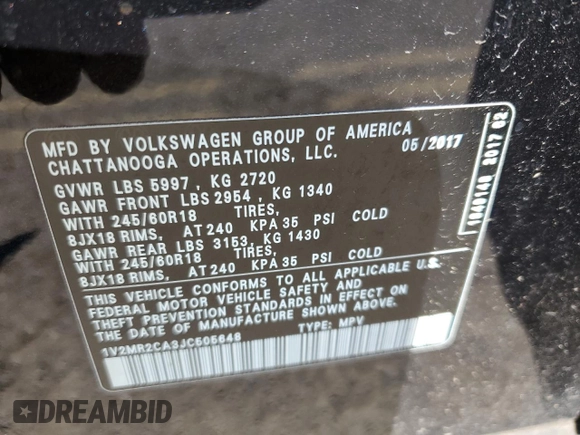 MFD BY VOLKSWAGEN GROUP OF AMERICA
CHATTANOOGA OPERATIONS, LLC. 05/2017
GVWR LBS 5997 , KG 2720
GAWR FRONT LBS 2954 , KG 1340
WITH 245/60R18 TIRES,
8JX18 RIMS, AT 240 KPA 35 PSI COLD
GAWR REAR LBS 3153, KG 1430
WITH 245/60R18 TIRES,
8JX18 RIMS, AT 240 KPA 35 PSI COLD
THIS VEHICLE CONFORMS TO ALL APPLICABLE U.S.
FEDERAL MOTOR VEHICLE SAFETY AND
THEFT PREVENTION STANDARDS IN EFFECT ON
THE DATE OF MANUFACTURE SHOWN ABOVE.
1V2MR2CA3JC505648 TYPE: MPV
2017 82
DREAMBID